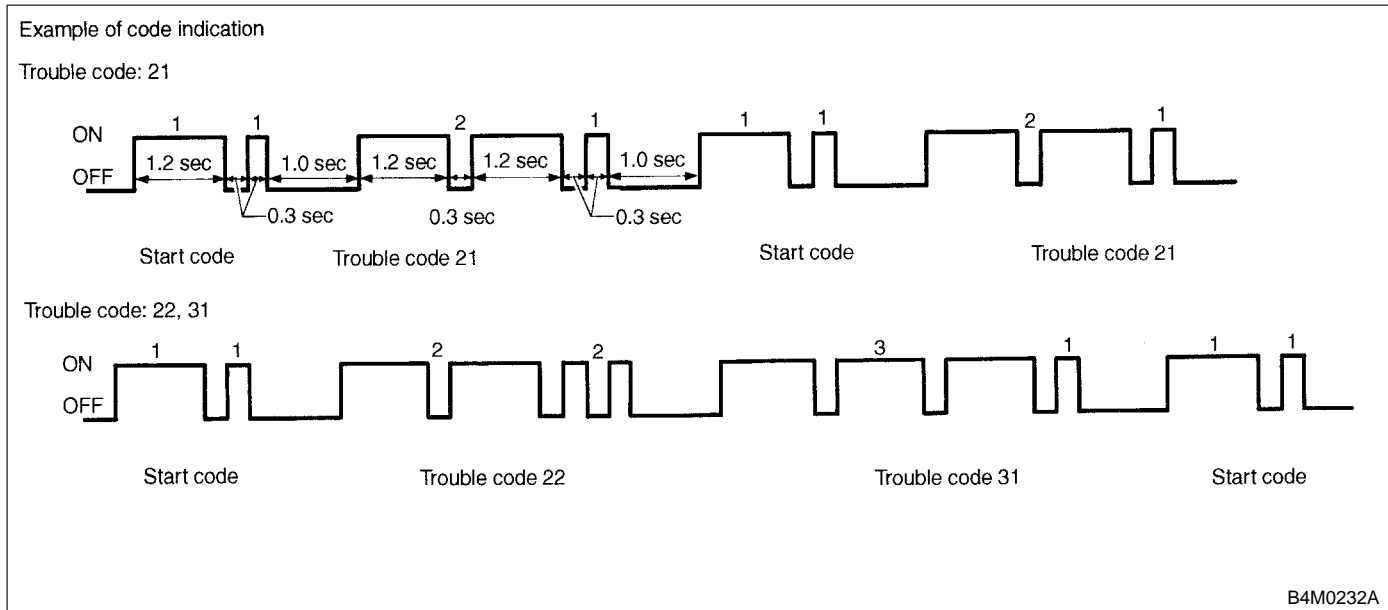 Example of code indication
Trouble code: 21
1 1 2 1 1 1 2 1
ON
1.2 sec 1.0 sec 1.2 sec 1.2 sec 1.0 sec
OFF
0.3 sec 0.3 sec 0.3 sec
Start code Trouble code 21 Start code Trouble code 21
Trouble code: 22, 31
1 1 2 2 3 1 1 1
ON
OFF
Start code Trouble code 22 Trouble code 31 Start code
B4M0232A